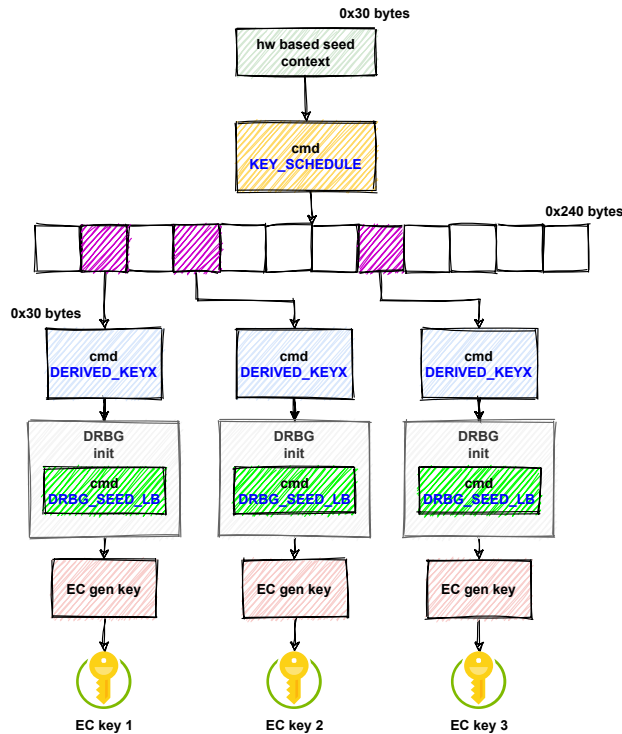 0x30 bytes
hw based seed
context
cmd
KEY_SCHEDULE
0x240 bytes
0x30 bytes
cmd
DERIVED_KEYX
cmd
DERIVED_KEYX
cmd
DERIVED_KEYX
DRBG
init
cmd
DRBG_SEED_LB
DRBG
init
cmd
DRBG_SEED_LB
DRBG
init
cmd
DRBG_SEED_LB
EC gen key
EC gen key
EC gen key
EC key 1
EC key 2
EC key 3